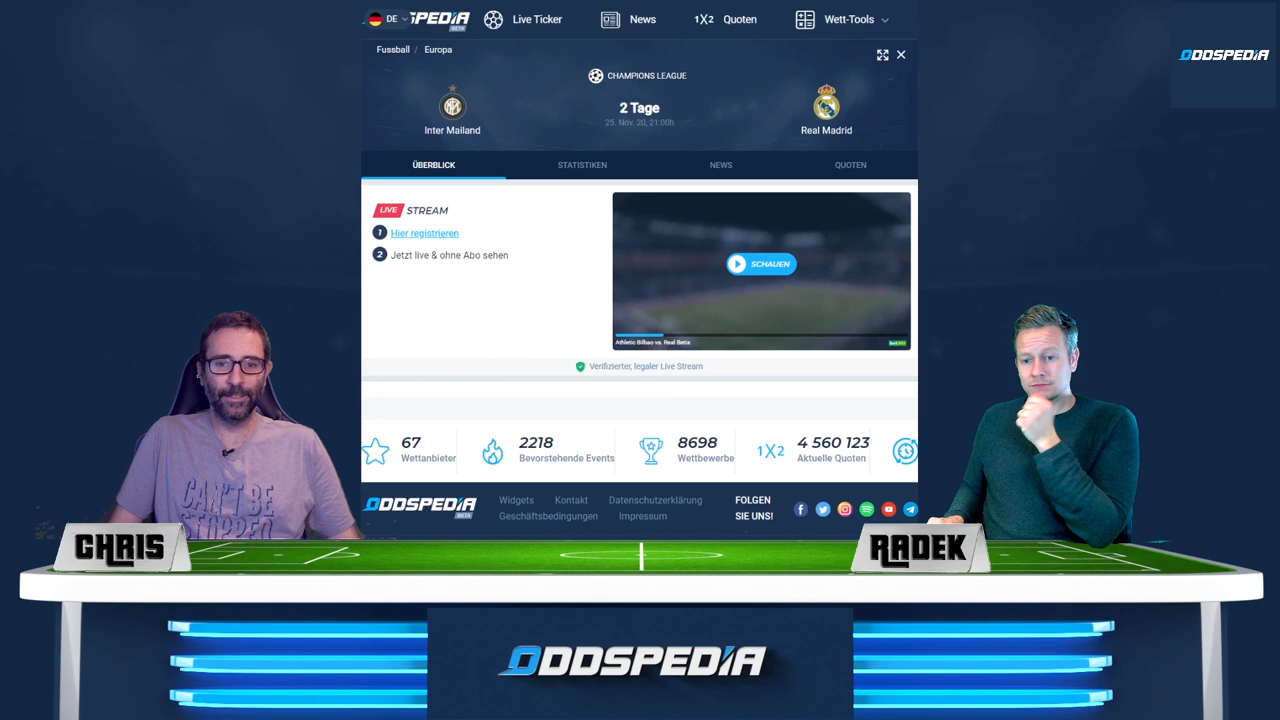 DE
ODDSPEDIA
BETA
Live Ticker
News
1X2 Quoten
Wett-Tools
ODDSPEDIA
Fussball / Europa
CHAMPIONS LEAGUE
2 Tage
25. Nov. 20, 21:00h
Inter Mailand
Real Madrid
ÜBERBLICK
STATISTIKEN
NEWS
QUOTEN
LIVE STREAM
1 Hier registrieren
2 Jetzt live & ohne Abo sehen
SCHAUEN
Athletic Bilbao vs. Real Betis
bet365
Verifizierter, legaler Live Stream
67
Wettanbieter
2218
Bevorstehende Events
8698
Wettbewerbe
1X2
4 560 123
Aktuelle Quoten
ODDSPEDIA
BETA
Widgets Kontakt Datenschutzerklärung
Geschäftsbedingungen Impressum
FOLGEN
SIE UNS!
CAN'T BE
STOPPED
CHRIS
RADEK
ODDSPEDIA